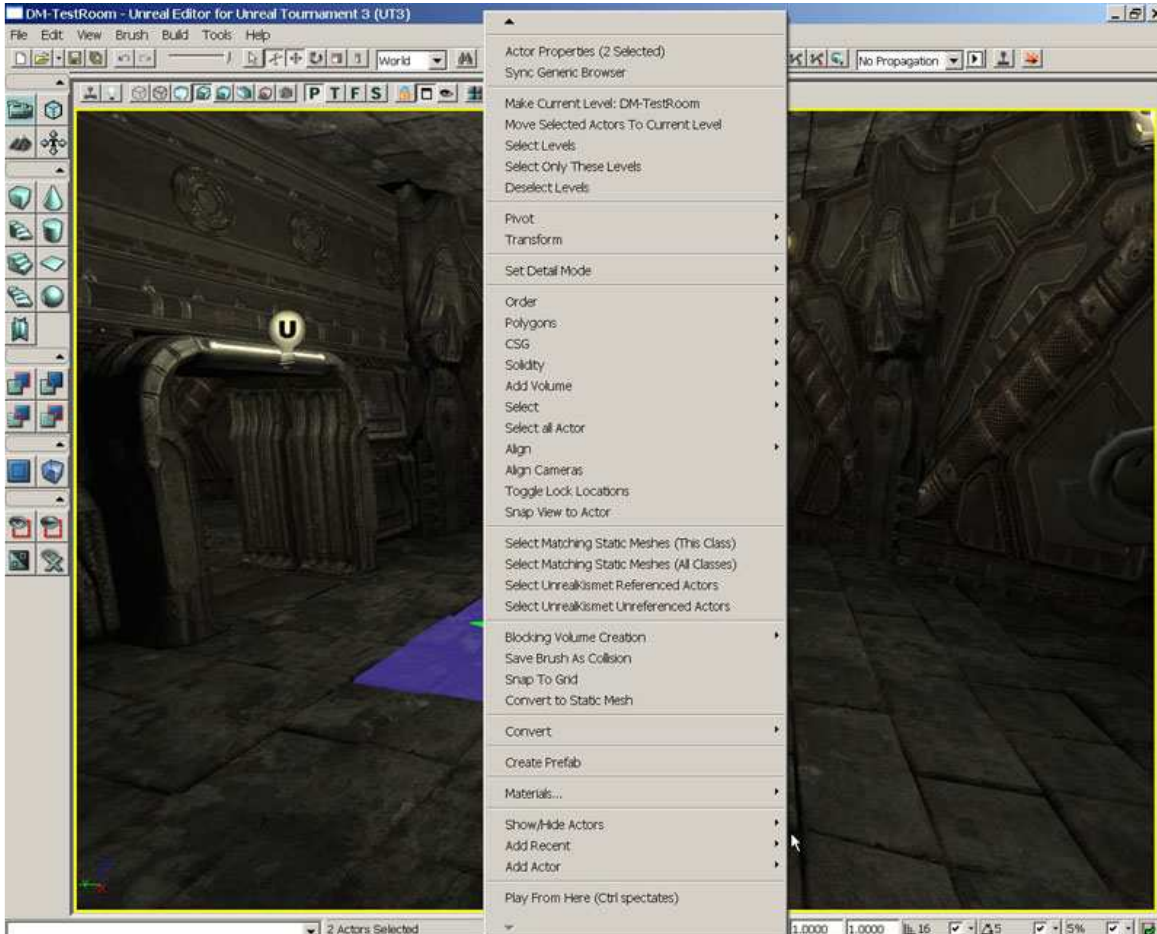 DM-TestRoom - Unreal Editor for Unreal Tournament 3 (UT3)
File Edit View Brush Build Tools Help
World
No Propagation
P T F S
U
Actor Properties (2 Selected)
Sync Generic Browser
Make Current Level: DM-TestRoom
Move Selected Actors To Current Level
Select Levels
Select Only These Levels
Deselect Levels
Pivot
Transform
Set Detail Mode
Order
Polygons
CSG
Solidity
Add Volume
Select
Select all Actor
Align
Align Cameras
Toggle Lock Locations
Snap View to Actor
Select Matching Static Meshes (This Class)
Select Matching Static Meshes (All Classes)
Select UnrealKismet Referenced Actors
Select UnrealKismet Unreferenced Actors
Blocking Volume Creation
Save Brush As Collision
Snap To Grid
Convert to Static Mesh
Convert
Create Prefab
Materials...
Show/Hide Actors
Add Recent
Add Actor
Play From Here (Ctrl spectates)
2 Actors Selected
1.0000 1.0000 16 5 5%